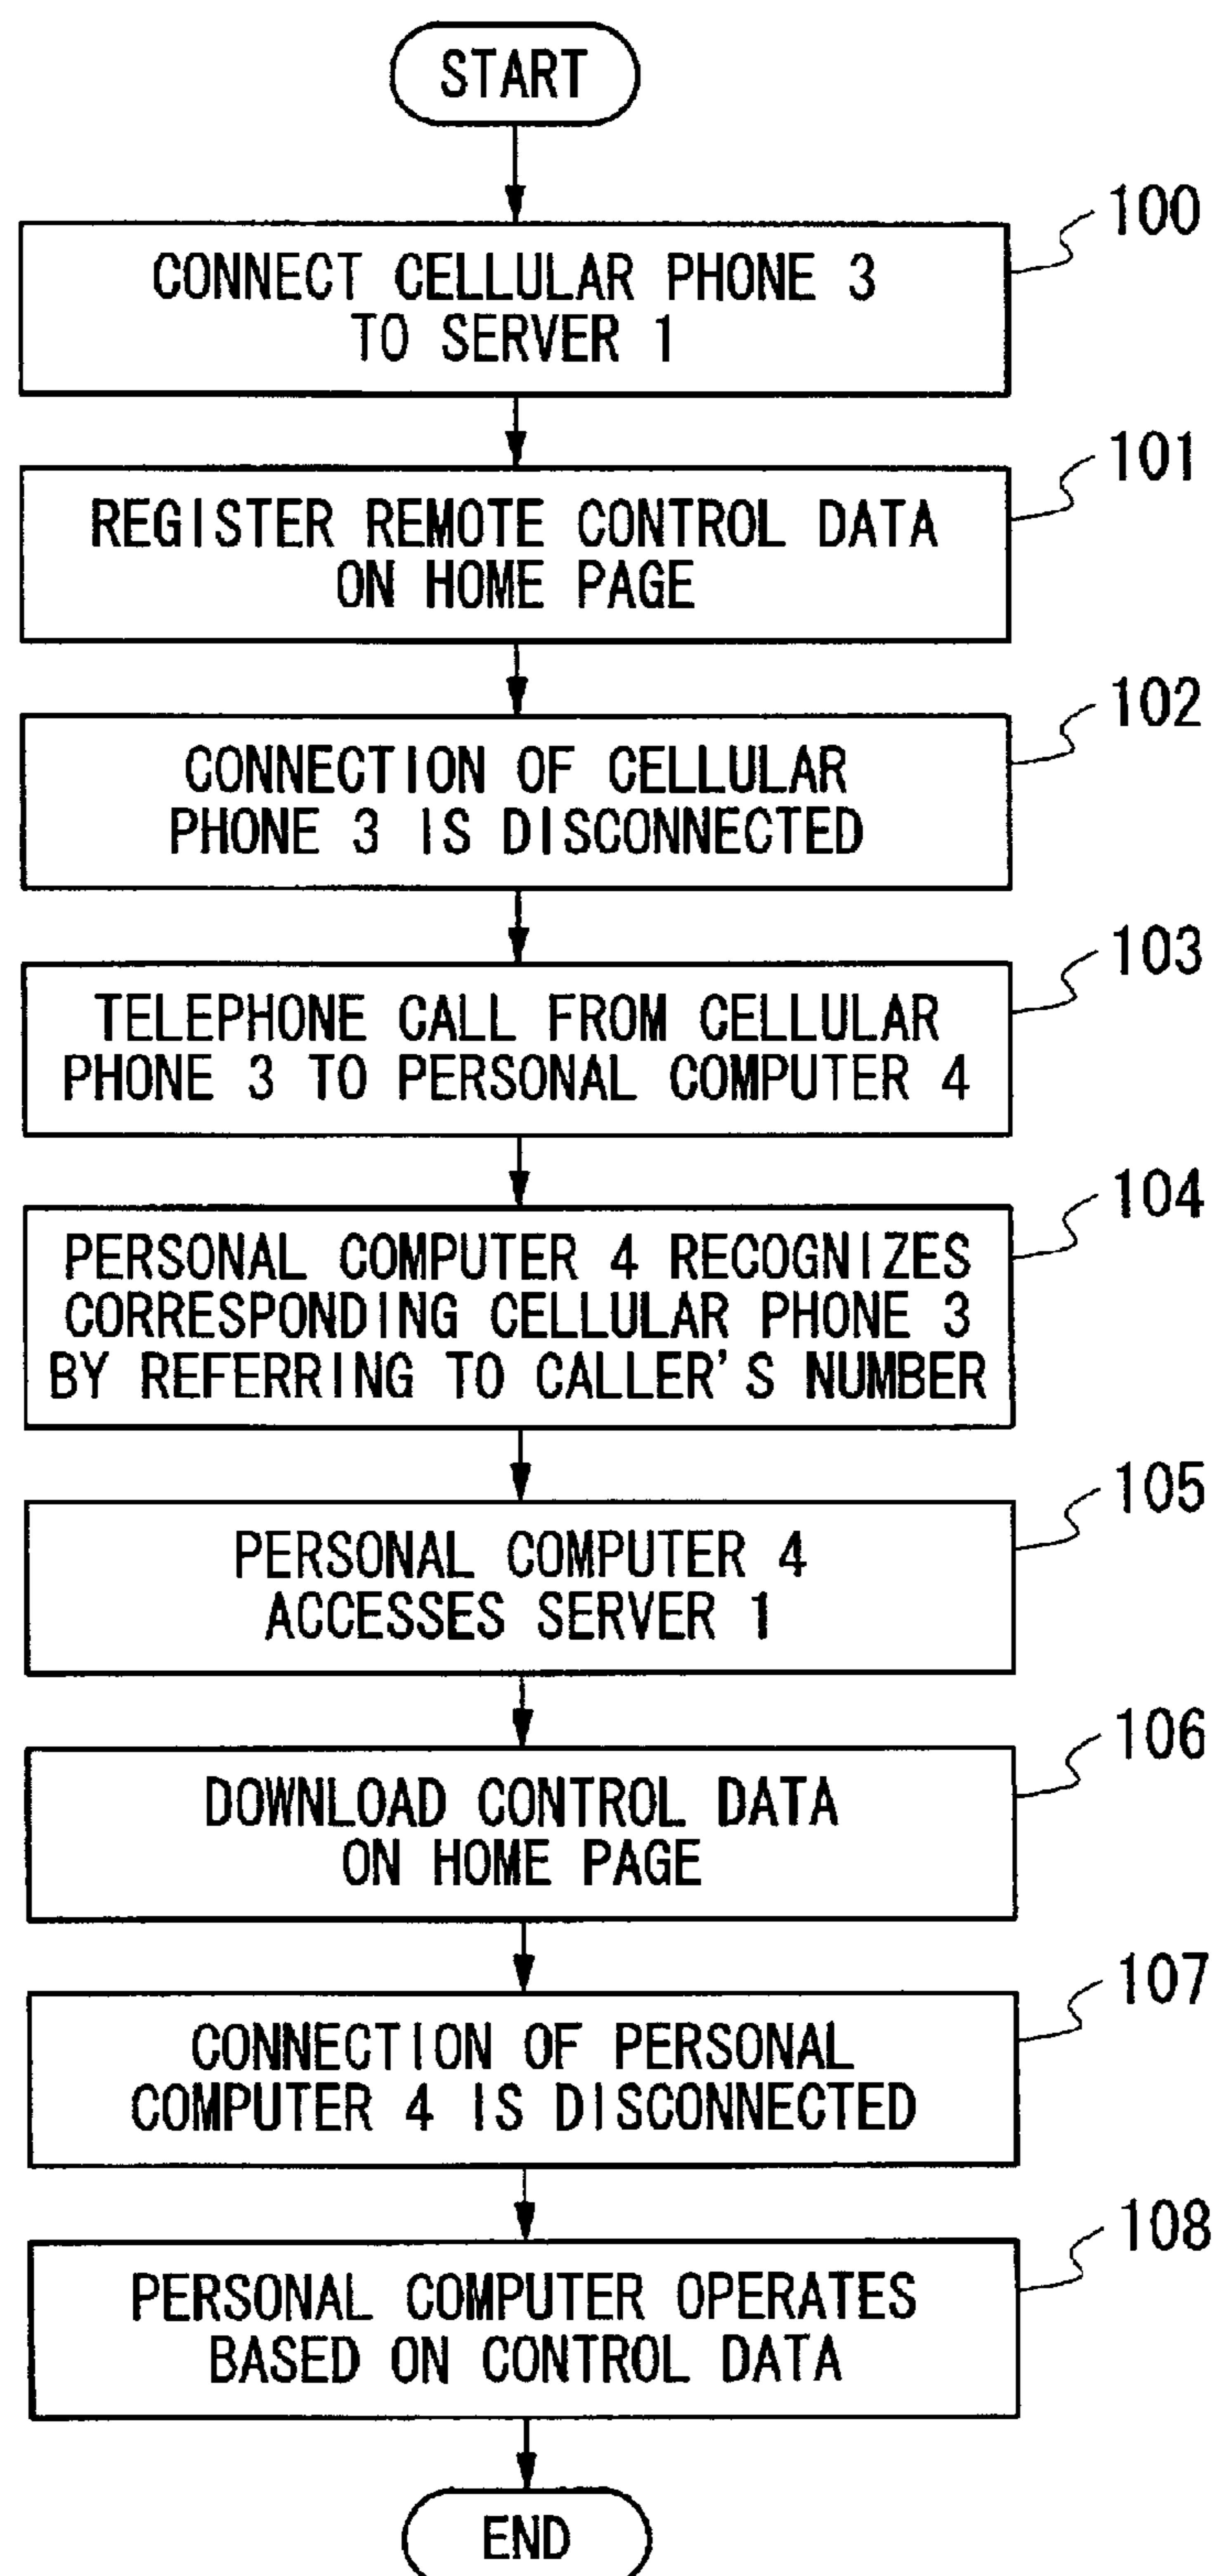 START
100
CONNECT CELLULAR PHONE 3
TO SERVER 1
101
REGISTER REMOTE CONTROL DATA
ON HOME PAGE
102
CONNECTION OF CELLULAR
PHONE 3 IS DISCONNECTED
103
TELEPHONE CALL FROM CELLULAR
PHONE 3 TO PERSONAL COMPUTER 4
104
PERSONAL COMPUTER 4 RECOGNIZES
CORRESPONDING CELLULAR PHONE 3
BY REFERRING TO CALLER'S NUMBER
105
PERSONAL COMPUTER 4
ACCESSES SERVER 1
106
DOWNLOAD CONTROL DATA
ON HOME PAGE
107
CONNECTION OF PERSONAL
COMPUTER 4 IS DISCONNECTED
108
PERSONAL COMPUTER OPERATES
BASED ON CONTROL DATA
END